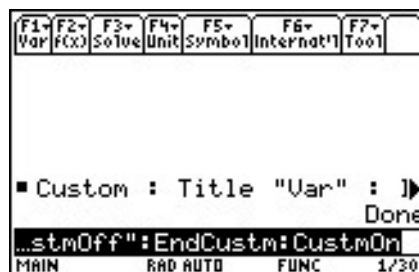 F1▾ F2▾ F3▾ F4▾ F5▾ F6▾ F7▾
Var f(x) Solve Unit Symbol Internat'l Tool
▪ Custom : Title "Var" : ▶
Done
…stmOff":EndCustm:CustmOn
MAIN RAD AUTO FUNC 1/30